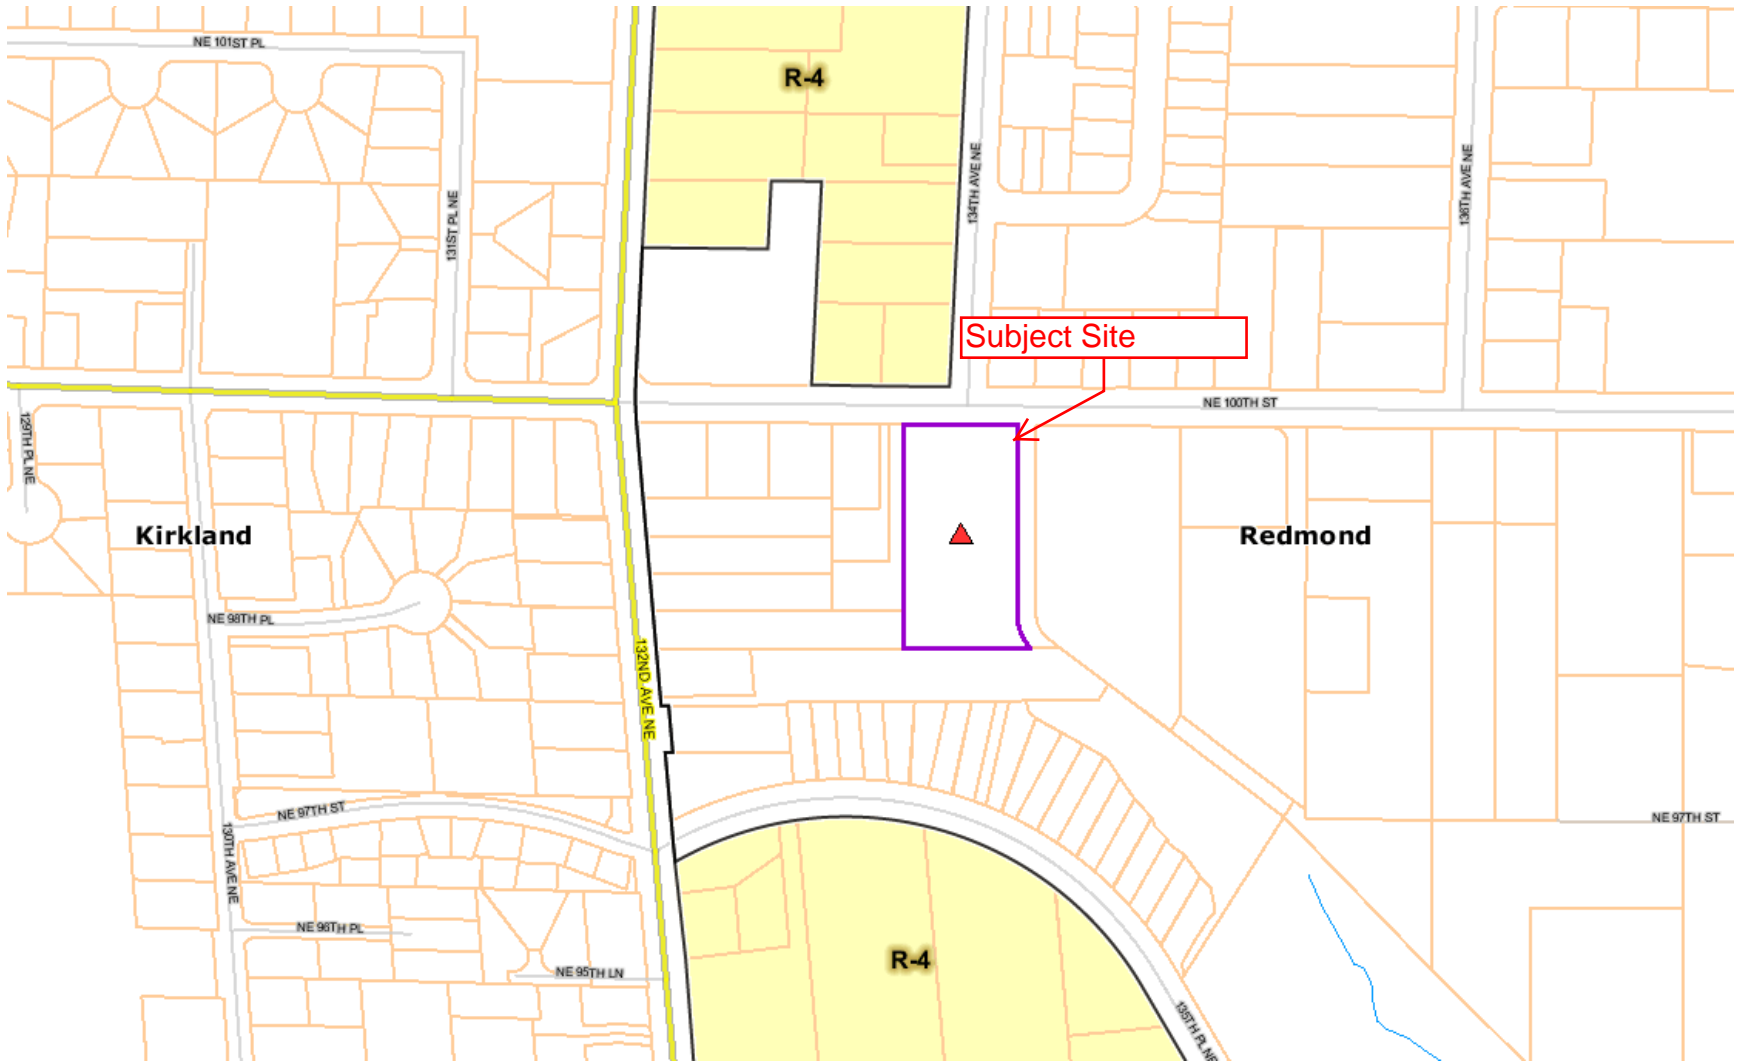 NE 101ST PL
R-4
134TH AVE NE
136TH AVE NE
131ST PL NE
Subject Site
NE 100TH ST
129TH PL NE
Kirkland
Redmond
NE 98TH PL
132ND AVE NE
NE 97TH ST
NE 97TH ST
130TH AVE NE
NE 96TH PL
R-4
NE 95TH LN
135TH PL NE